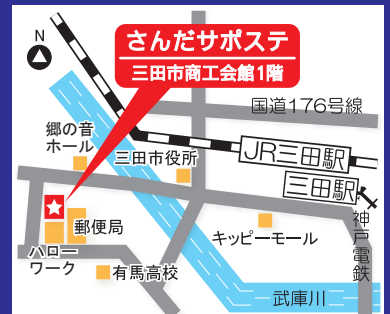 N
さんだサポステ
三田市商工会館1階
国道176号線
郷の音
ホール
三田市役所
JR三田駅
三田駅
神戸電鉄
郵便局
ハロー
ワーク
キッピーモール
有馬高校
武庫川